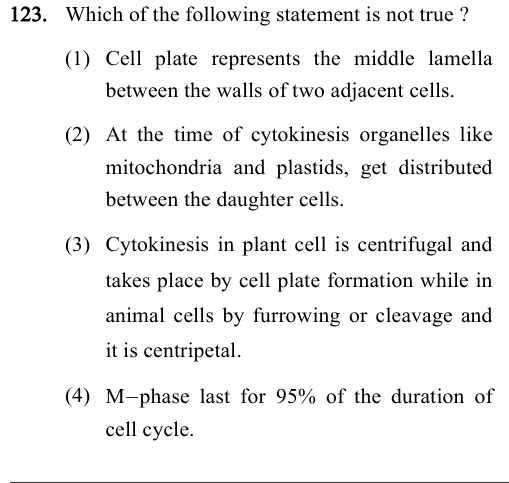 123. Which of the following statement is not true ?
(1) Cell plate represents the middle lamella
between the walls of two adjacent cells.
(2) At the time of cytokinesis organelles like
mitochondria and plastids, get distributed
between the daughter cells.
(3) Cytokinesis in plant cell is centrifugal and
takes place by cell plate formation while in
animal cells by furrowing or cleavage and
it is centripetal.
(4) M–phase last for 95% of the duration of
cell cycle.